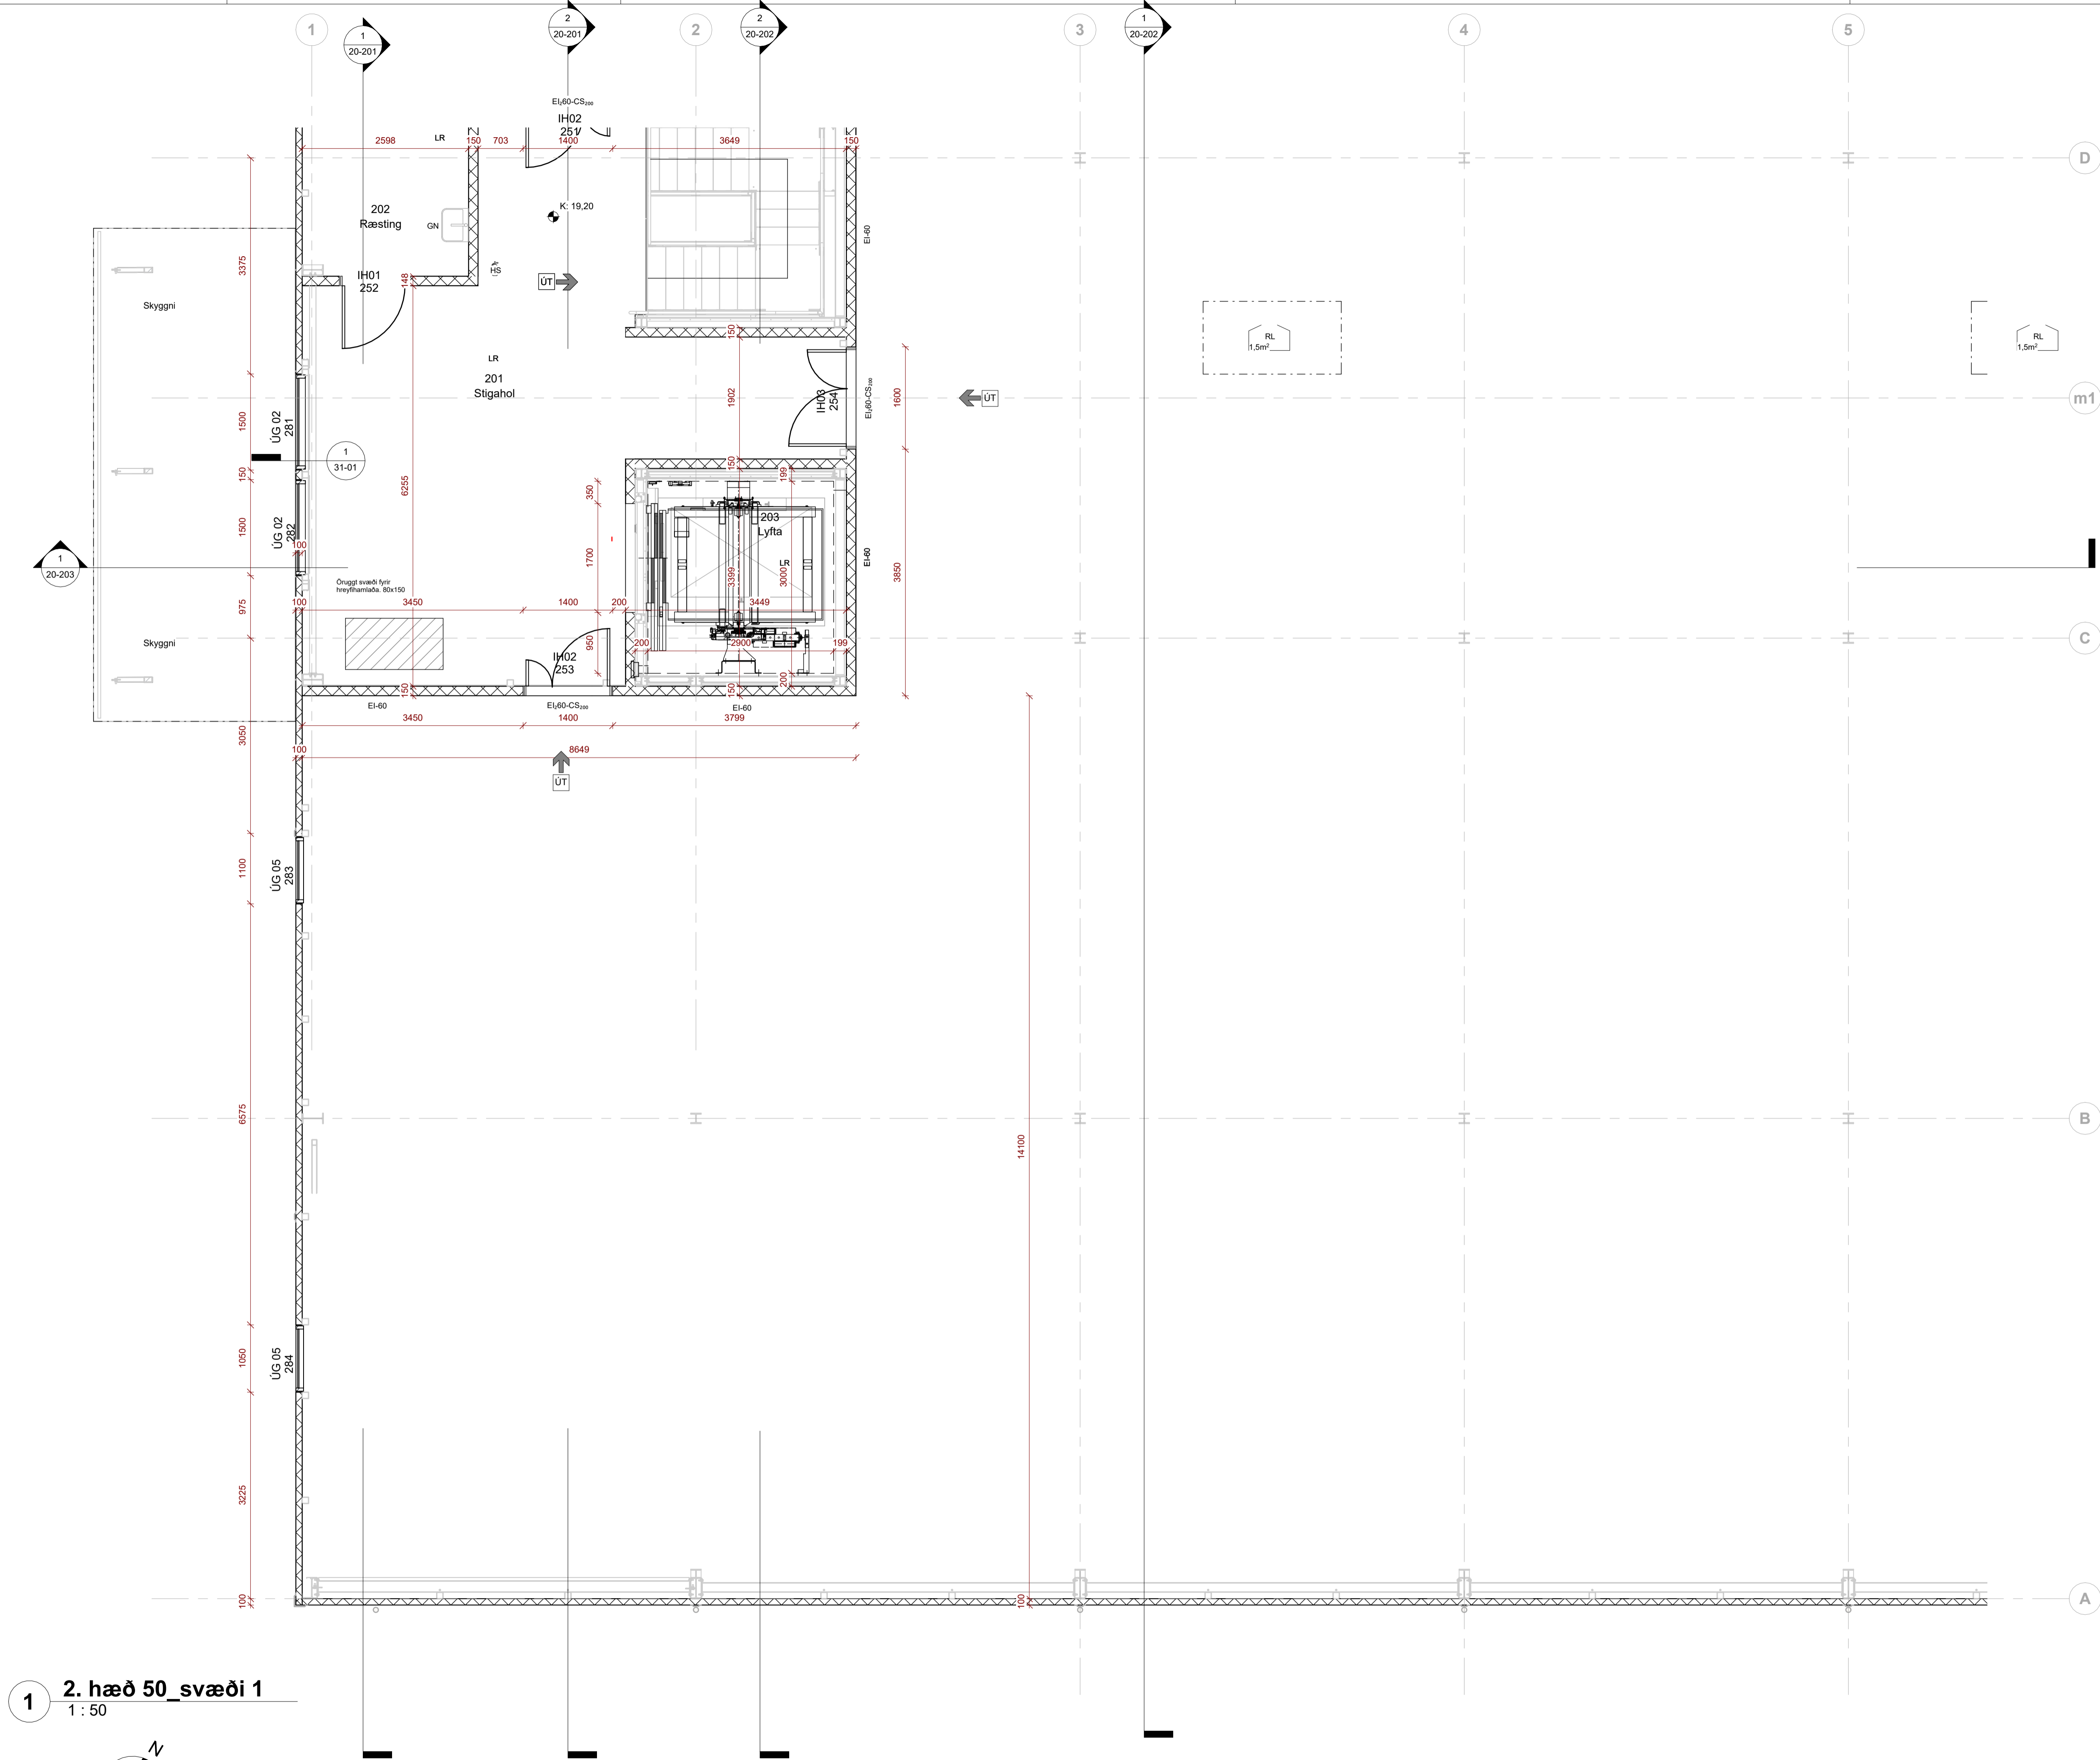 1
1
20-201
2
20-201
2
2
20-202
3
1
20-202
4
5
EI₂60-CS₂₀₀
IH02
251
LR
2598
150
703
1400
3649
150
D
202
Ræsting
GN
K: 19,20
EI-60
3375
HS
IH01
252
148
ÚT
Skyggni
150
RL
1,5m²
RL
1,5m²
LR
201
Stigahol
1902
IH03
254
EI₂60-CS₂₀₀
1600
ÚT
m1
1500
ÚG 02
281
1
31-01
150
6255
150
199
350
203
Lyfta
1500
ÚG 02
282
100
1700
LR
3399
3000
EI-60
3850
1
20-203
Öruggt svæði fyrir
hreyfihamlaða. 80x150
975
100
3450
1400
200
3449
Skyggni
950
200
2900
199
C
IH02
253
150
150
200
EI-60
EI₂60-CS₂₀₀
EI-60
3450
1400
3799
3050
100
8649
ÚT
1100
ÚG 05
283
6575
14100
B
1050
ÚG 05
284
3225
100
100
A
1
2. hæð 50_svæði 1
1 : 50
N